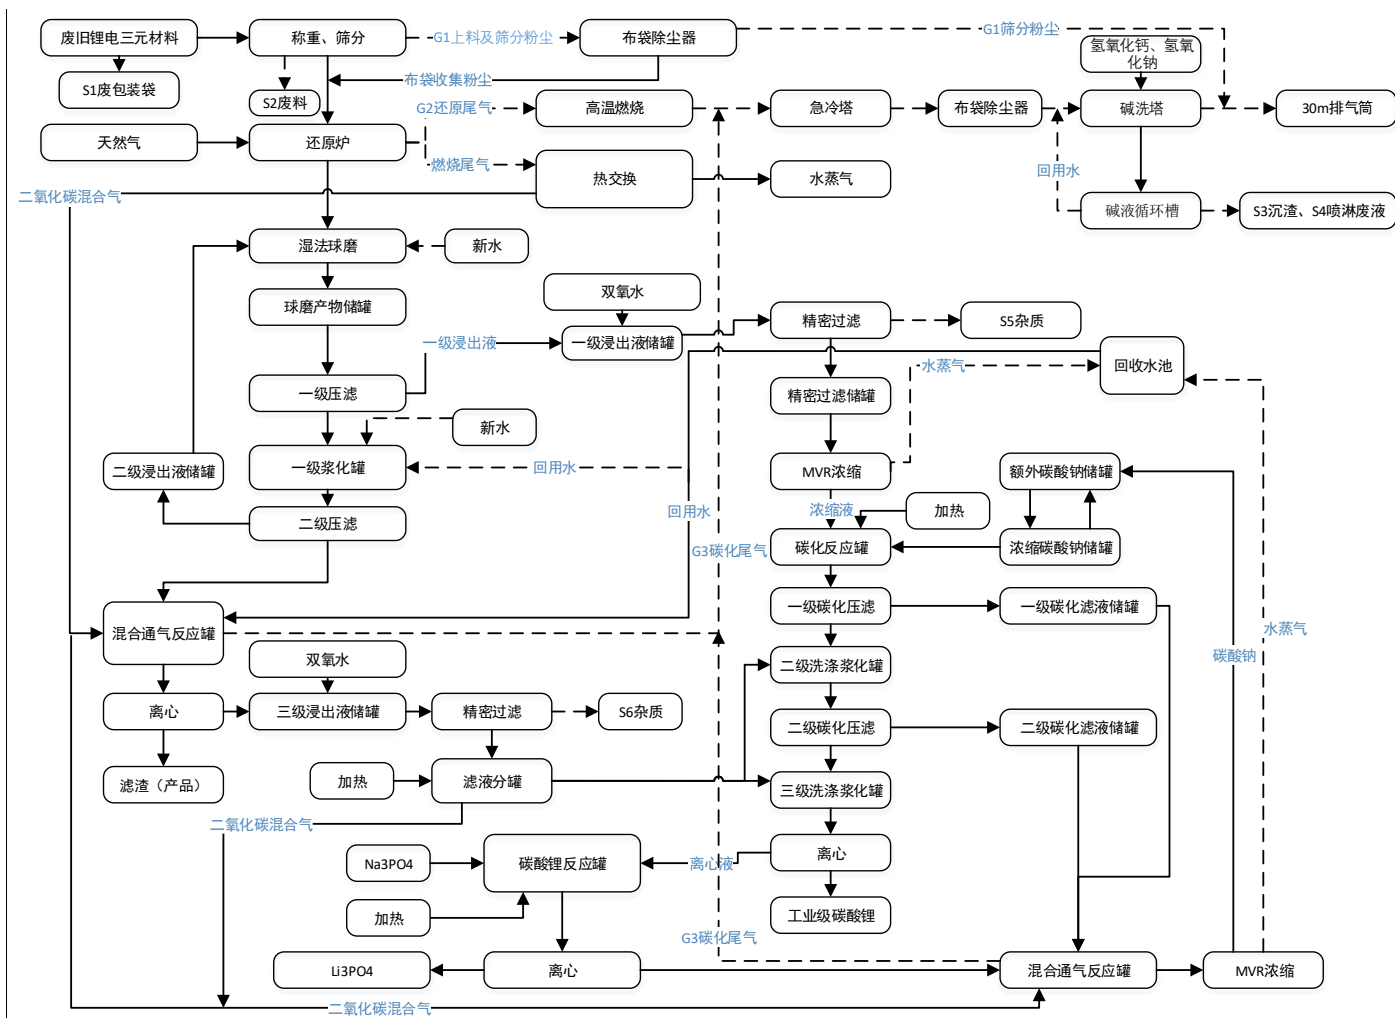 废旧锂电三元材料
称重、筛分
G1上料及筛分粉尘
布袋除尘器
G1筛分粉尘
氢氧化钙、氢氧
化钠
S1废包装袋
S2废料
布袋收集粉尘
G2还原尾气
高温燃烧
急冷塔
布袋除尘器
碱洗塔
30m排气筒
天然气
还原炉
燃烧尾气
热交换
水蒸气
回用水
二氧化碳混合气
碱液循环槽
S3沉渣、S4喷淋废液
湿法球磨
新水
球磨产物储罐
双氧水
一级浸出液
一级浸出液储罐
精密过滤
S5杂质
水蒸气
回收水池
一级压滤
精密过滤储罐
新水
二级浸出液储罐
一级浆化罐
回用水
MVR浓缩
额外碳酸钠储罐
二级压滤
回用水
浓缩液
加热
G3碳化尾气
碳化反应罐
浓缩碳酸钠储罐
混合通气反应罐
一级碳化压滤
一级碳化滤液储罐
水蒸气
碳酸钠
双氧水
二级洗涤浆化罐
离心
三级浸出液储罐
精密过滤
S6杂质
二级碳化压滤
二级碳化滤液储罐
滤渣（产品）
加热
滤液分罐
三级洗涤浆化罐
二氧化碳混合气
Na3PO4
碳酸锂反应罐
离心液
离心
加热
工业级碳酸锂
G3碳化尾气
Li3PO4
离心
混合通气反应罐
MVR浓缩
二氧化碳混合气